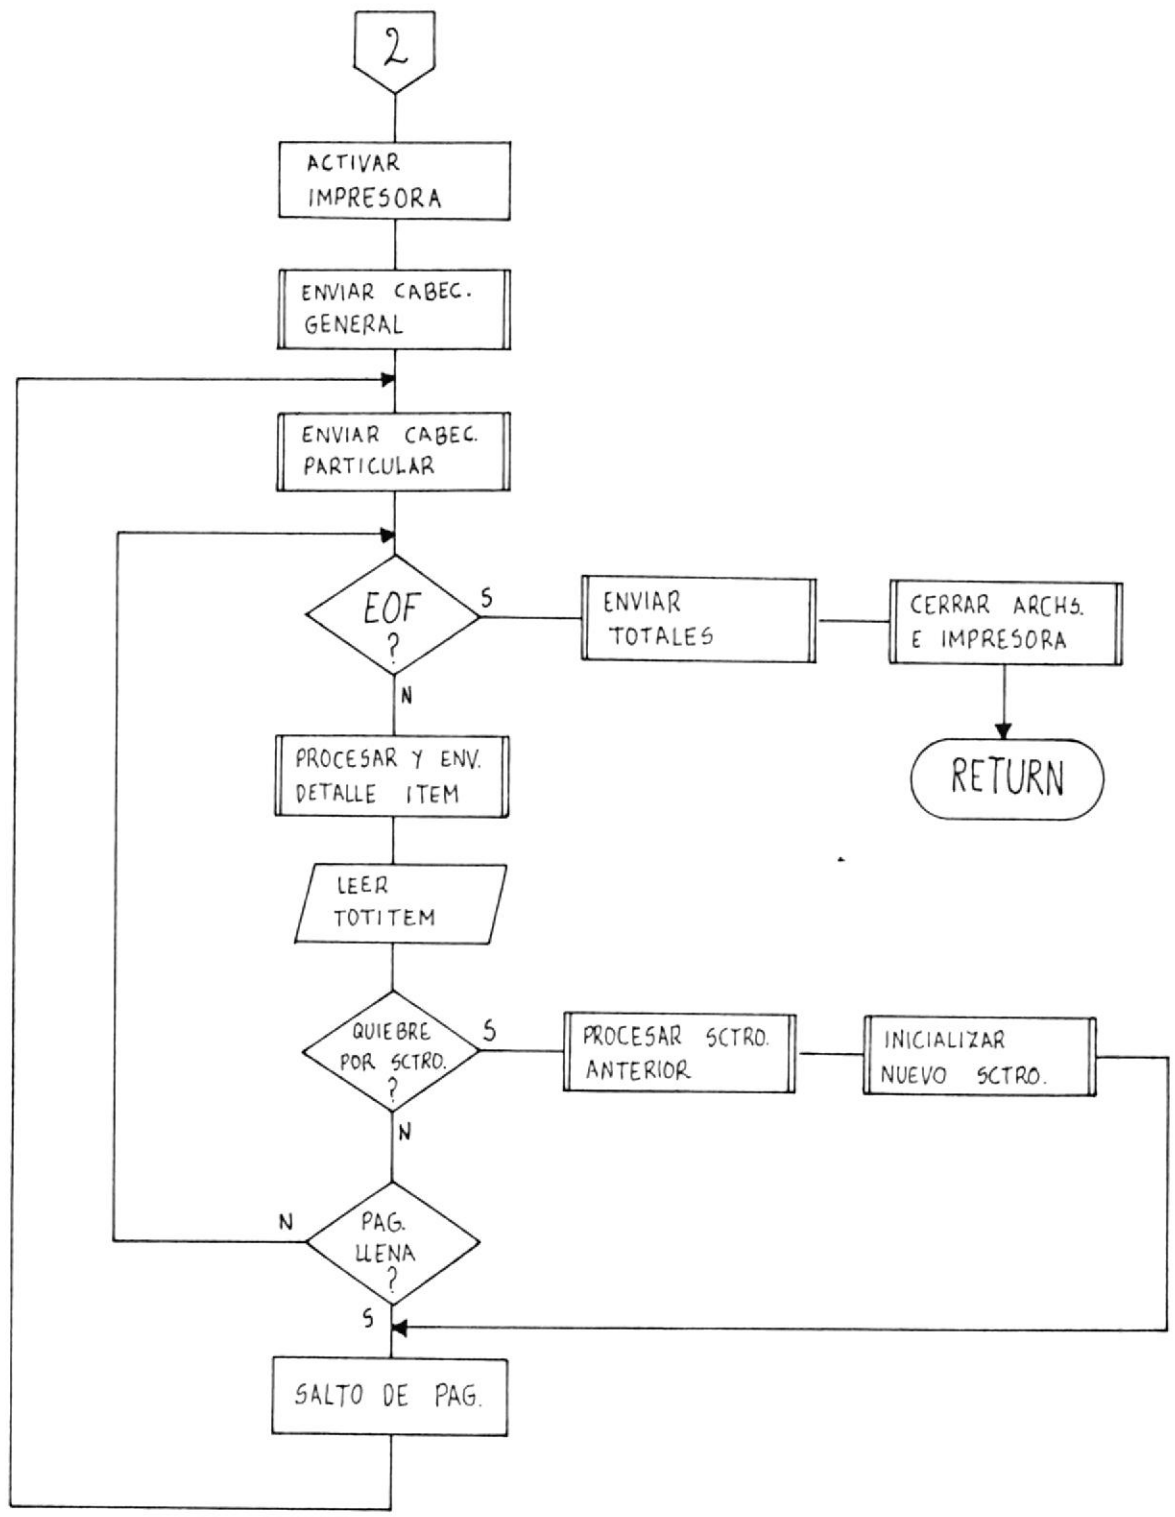 2
ACTIVAR
IMPRESORA
ENVIAR CABEC.
GENERAL
ENVIAR CABEC.
PARTICULAR
EOF
?
S
N
ENVIAR
TOTALES
CERRAR ARCHS.
E IMPRESORA
RETURN
PROCESAR Y ENV.
DETALLE ITEM
LEER
TOTITEM
QUIEBRE
POR SCTRO.
?
S
N
PROCESAR SCTRO.
ANTERIOR
INICIALIZAR
NUEVO SCTRO.
PAG.
LLENA
?
N
S
SALTO DE PAG.